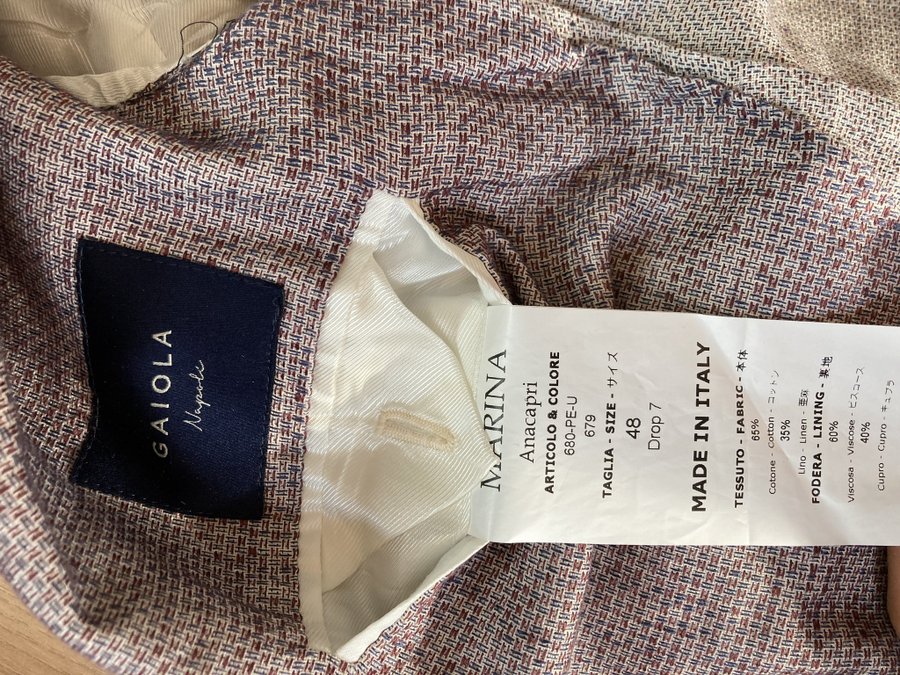 GAIOLA
Napoli
MARINA
Anacapri
ARTICOLO & COLORE
680-PE-U
679
TAGLIA - SIZE - サイズ
48
Drop 7
MADE IN ITALY
TESSUTO - FABRIC - 本体
65%
Cotone - Cotton - コットン
35%
Lino - Linen - 亜麻
FODERA - LINING - 裏地
60%
Viscosa - Viscose - ビスコース
40%
Cupro - Cupro - キュプラ